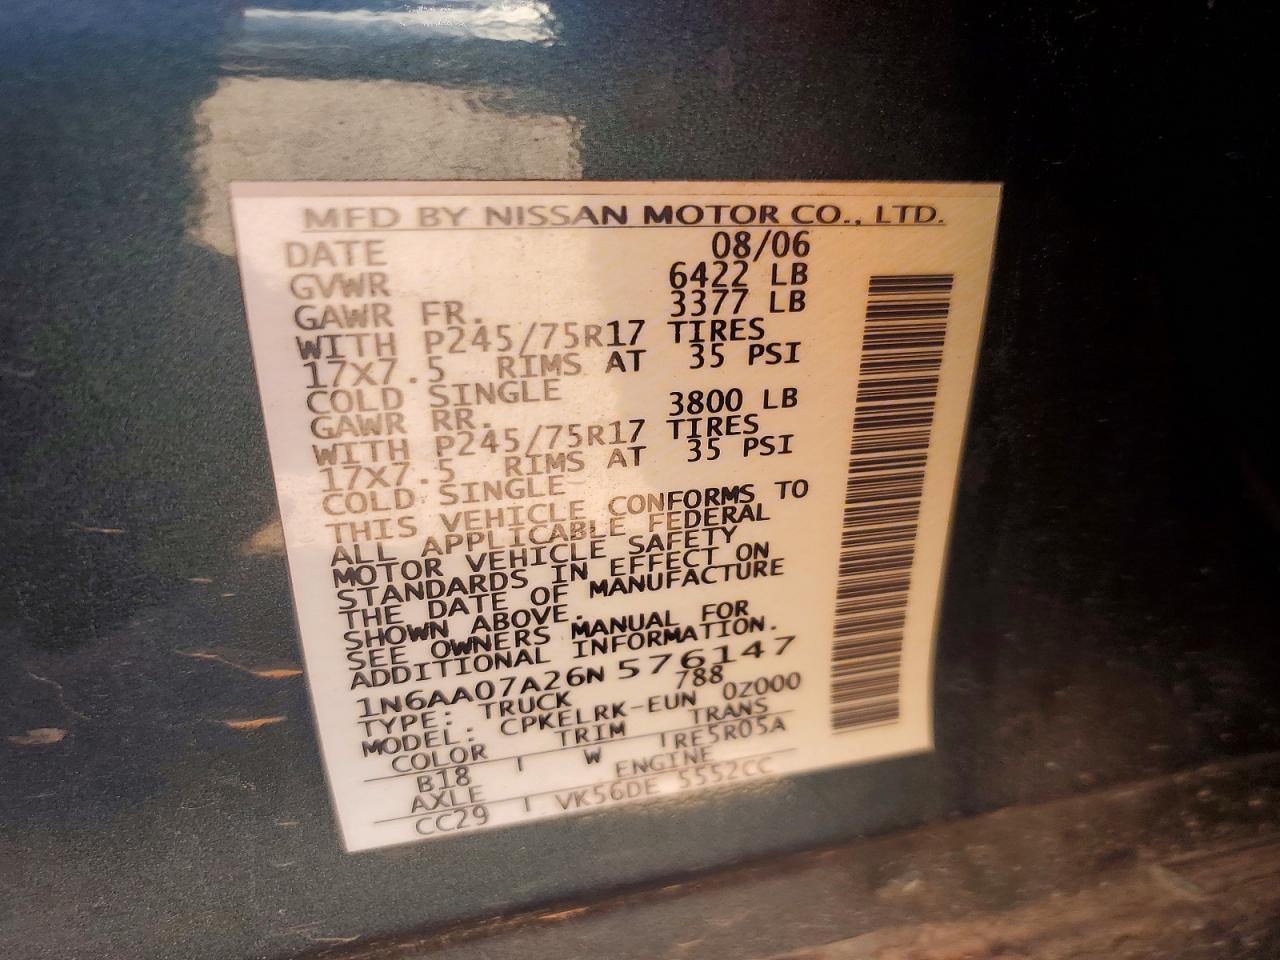 MFD BY NISSAN MOTOR CO., LTD.
DATE 08/06
GVWR 6422 LB
GAWR FR. 3377 LB
WITH P245/75R17 TIRES
17X7.5 RIMS AT 35 PSI
COLD SINGLE
GAWR RR. 3800 LB
WITH P245/75R17 TIRES
17X7.5 RIMS AT 35 PSI
COLD SINGLE
THIS VEHICLE CONFORMS TO
ALL APPLICABLE FEDERAL
MOTOR VEHICLE SAFETY
STANDARDS IN EFFECT ON
THE DATE OF MANUFACTURE
SHOWN ABOVE.
SEE OWNERS MANUAL FOR
ADDITIONAL INFORMATION.
1N6AA07A26N576147
TYPE: TRUCK 788
MODEL: CPKELRK-EUN 0Z000
COLOR TRIM TRANS
B18 W RE5R05A
AXLE ENGINE
CC29 VK56DE 5552CC